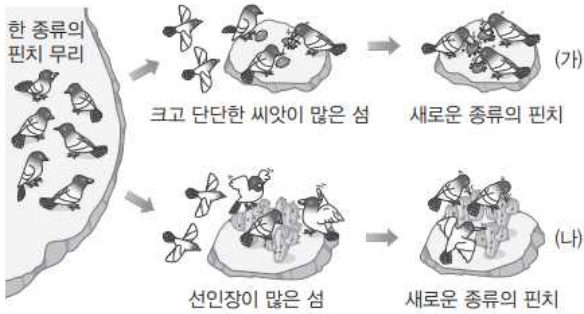 한 종류의
핀치 무리
크고 단단한 씨앗이 많은 섬
새로운 종류의 핀치
(가)
선인장이 많은 섬
새로운 종류의 핀치
(나)